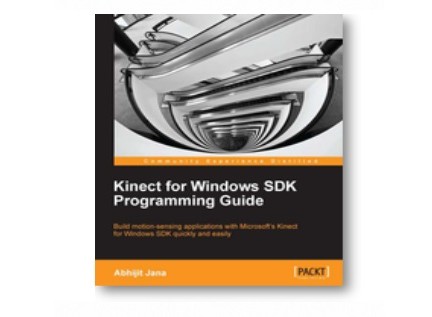 Community Experience Distilled
Kinect for Windows SDK
Programming Guide
Build motion-sensing applications with Microsoft's Kinect
for Windows SDK quickly and easily
Abhijit Jana
PACKT